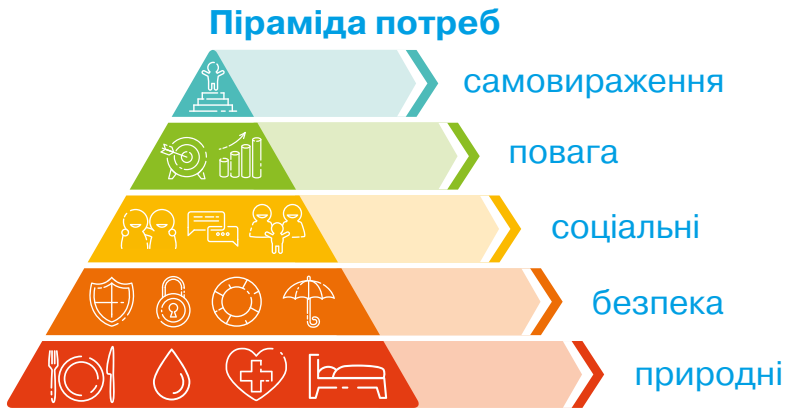 Піраміда потреб
самовираження
повага
соціальні
безпека
природні